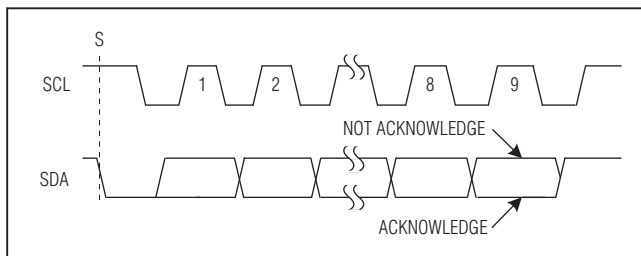 S
SCL 1 2 8 9
NOT ACKNOWLEDGE
SDA
ACKNOWLEDGE